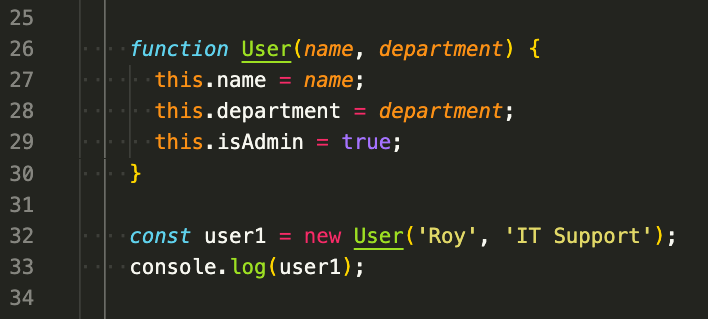 25
26 function User(name, department) {
27 this.name = name;
28 this.department = department;
29 this.isAdmin = true;
30 }
31
32 const user1 = new User('Roy', 'IT Support');
33 console.log(user1);
34